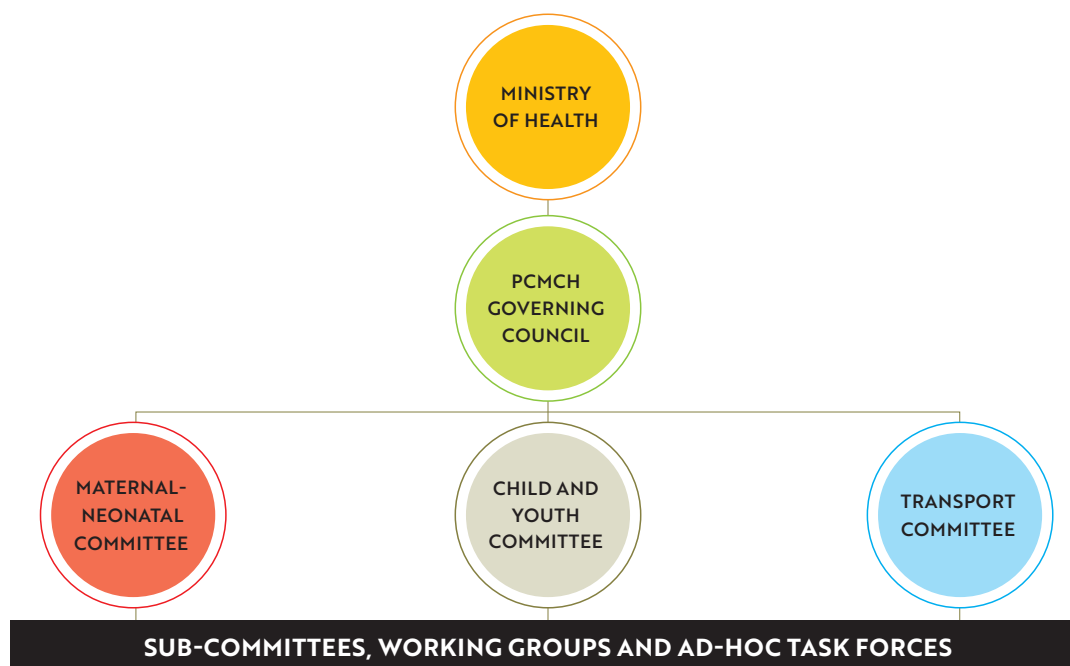 MINISTRY
OF HEALTH
PCMCH
GOVERNING
COUNCIL
MATERNAL-
NEONATAL
COMMITTEE
CHILD AND
YOUTH
COMMITTEE
TRANSPORT
COMMITTEE
SUB-COMMITTEES, WORKING GROUPS AND AD-HOC TASK FORCES